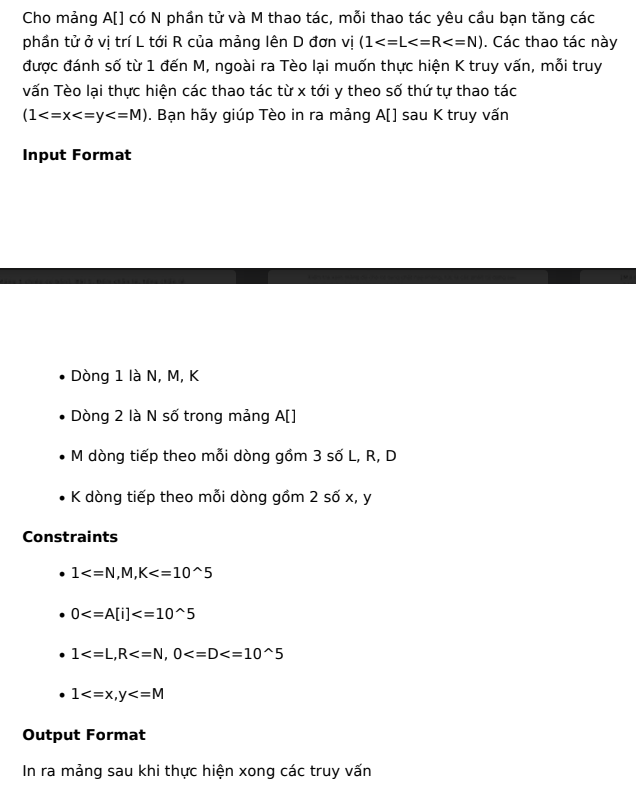 Cho mảng A[] có N phần tử và M thao tác, mỗi thao tác yêu cầu bạn tăng các
phần tử ở vị trí L tới R của mảng lên D đơn vị (1<=L<=R<=N). Các thao tác này
được đánh số từ 1 đến M, ngoài ra Tèo lại muốn thực hiện K truy vấn, mỗi truy
vấn Tèo lại thực hiện các thao tác từ x tới y theo số thứ tự thao tác
(1<=x<=y<=M). Bạn hãy giúp Tèo in ra mảng A[] sau K truy vấn
Input Format
• Dòng 1 là N, M, K
• Dòng 2 là N số trong mảng A[]
• M dòng tiếp theo mỗi dòng gồm 3 số L, R, D
• K dòng tiếp theo mỗi dòng gồm 2 số x, y
Constraints
• 1<=N,M,K<=10^5
• 0<=A[i]<=10^5
• 1<=L,R<=N, 0<=D<=10^5
• 1<=x,y<=M
Output Format
In ra mảng sau khi thực hiện xong các truy vấn